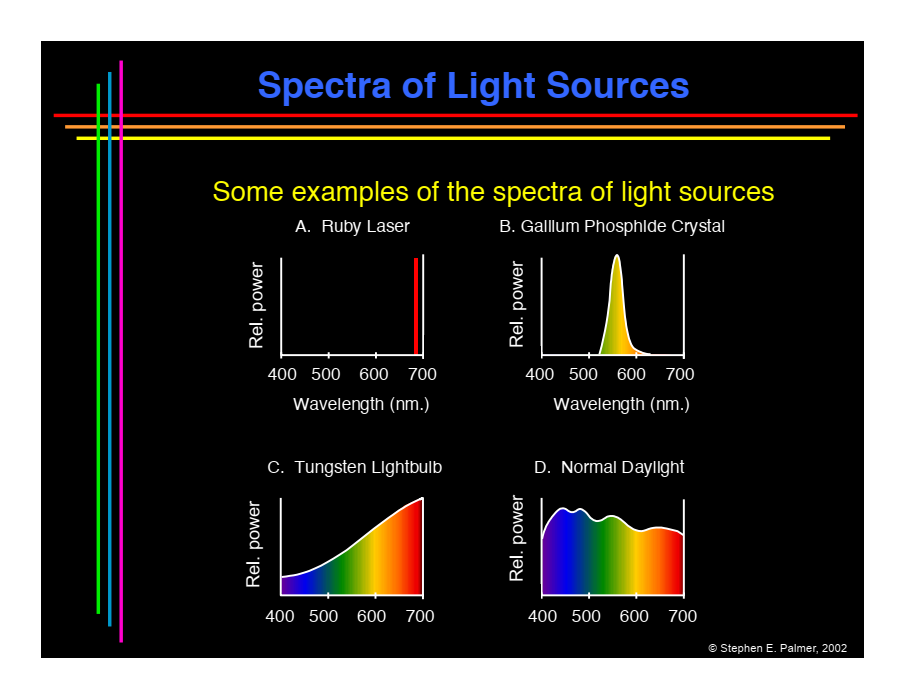 Spectra of Light Sources
Some examples of the spectra of light sources
A.  Ruby Laser
Rel. power
400 500 600 700
Wavelength (nm.)
B. Gallium Phosphide Crystal
Rel. power
400 500 600 700
Wavelength (nm.)
C.  Tungsten Lightbulb
Rel. power
400 500 600 700
D.  Normal Daylight
Rel. power
400 500 600 700
© Stephen E. Palmer, 2002